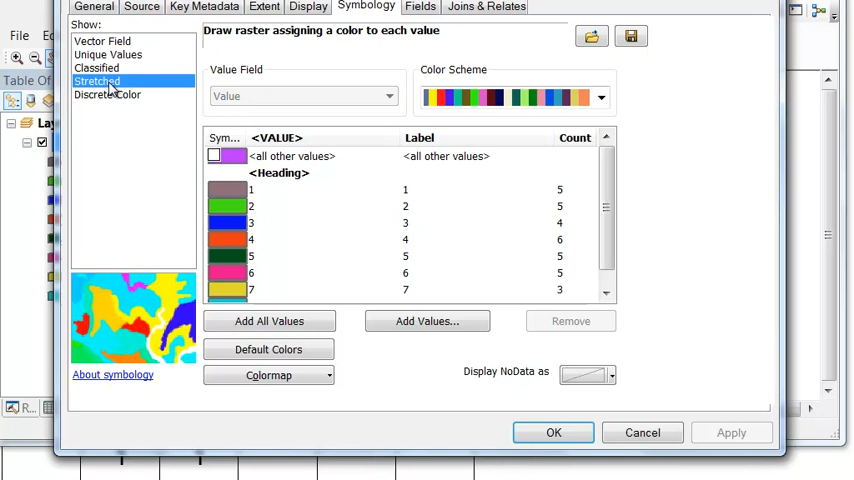 General Source Key Metadata Extent Display Symbology Fields Joins & Relates
Show:
Vector Field
Unique Values
Classified
Stretched
Discrete Color
Draw raster assigning a color to each value
Value Field
Value
Color Scheme
Sym... <VALUE> Label Count
<all other values> <all other values>
<Heading>
1 1 5
2 2 5
3 3 4
4 4 6
5 5 5
6 6 5
7 7 3
Add All Values Add Values... Remove
Default Colors
Colormap
Display NoData as
About symbology
OK Cancel Apply
File
Table Of
R...